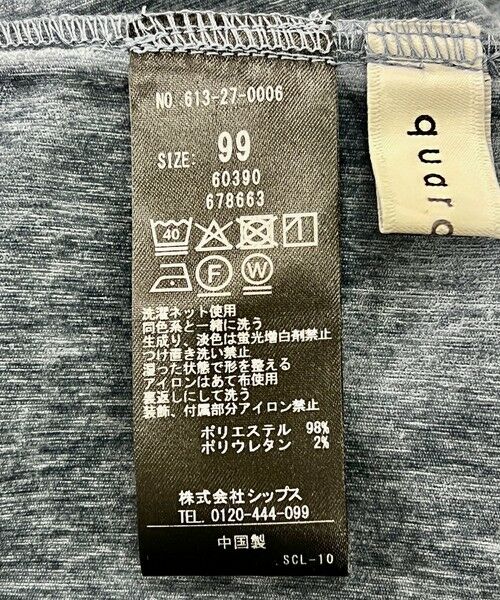 NO. 613-27-0006
SIZE: 99
60390
678663
40
F W
洗濯ネット使用
同色系と一緒に洗う
生成り、淡色は蛍光増白剤禁止
つけ置き洗い禁止
湿った状態で形を整える
アイロンはあて布使用
裏返しにして洗う
装飾、付属部分アイロン禁止
ポリエステル 98%
ポリウレタン 2%
株式会社シップス
TEL. 0120-444-099
中国製
SCL-10